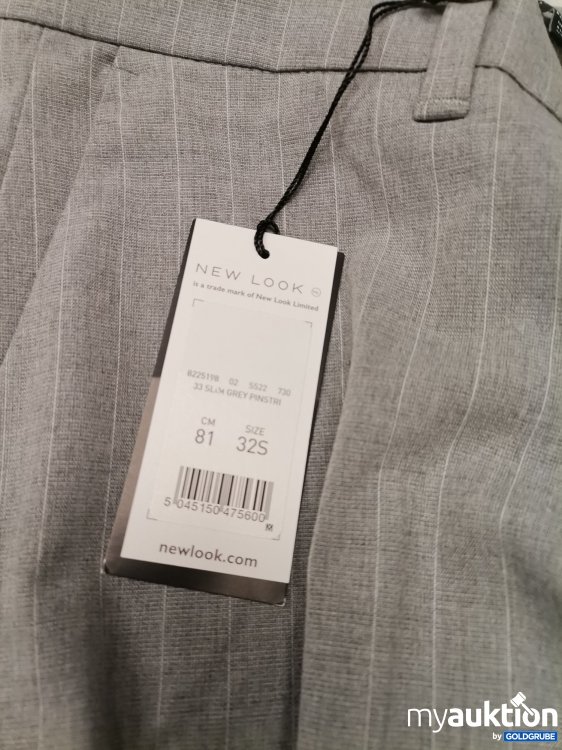 NEW LOOK
is a trade mark of New Look Limited
6225198 02 SS22 730
33 SLIM GREY PINSTRI
CM SIZE
81 32S
5 045150 475600
newlook.com
myauktion
by GOLDGRUBE